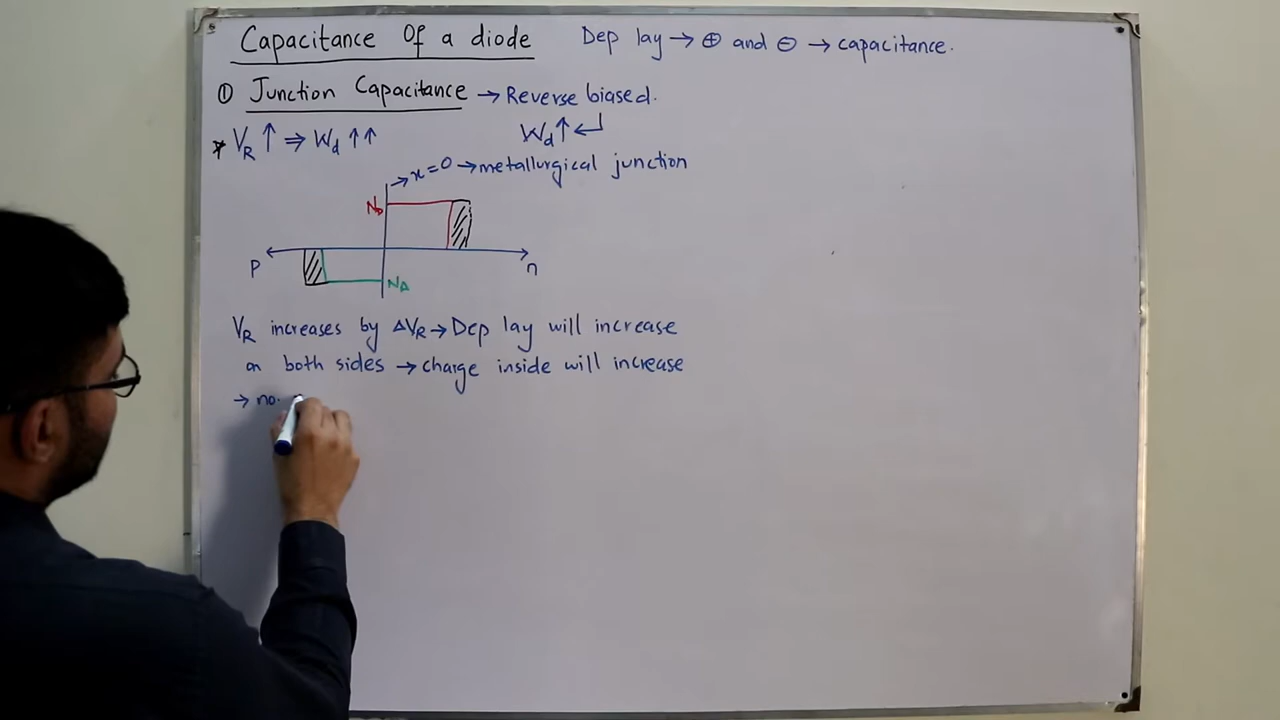 Capacitance Of a diode Dep lay → ⊕ and ⊖ → capacitance.
① Junction Capacitance → Reverse biased.
* V_R ↑ ⇒ W_d ↑↑ W_d ↑ ↵
→ x = 0 → metallurgical junction
N_D
P n
N_A
V_R increases by ΔV_R → Dep lay will increase
on both sides → charge inside will increase
→ no.